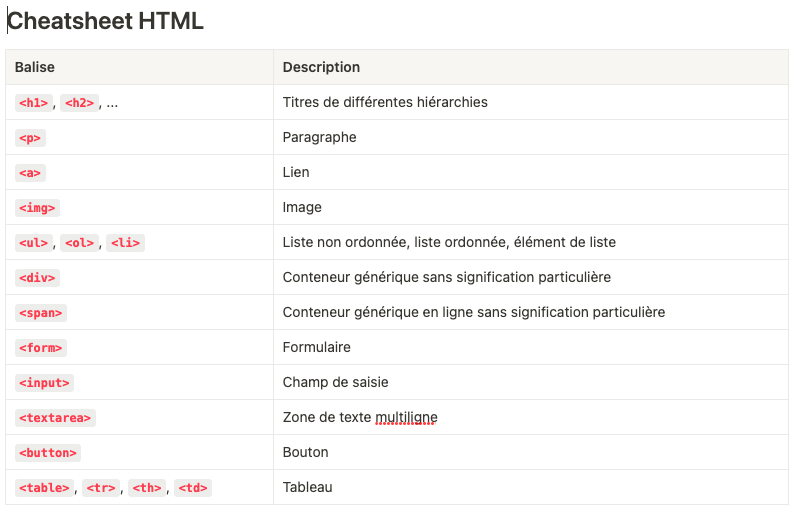 Cheatsheet HTML
Balise Description
<h1>, <h2>, ... Titres de différentes hiérarchies
<p> Paragraphe
<a> Lien
<img> Image
<ul>, <ol>, <li> Liste non ordonnée, liste ordonnée, élément de liste
<div> Conteneur générique sans signification particulière
<span> Conteneur générique en ligne sans signification particulière
<form> Formulaire
<input> Champ de saisie
<textarea> Zone de texte multiligne
<button> Bouton
<table>, <tr>, <th>, <td> Tableau